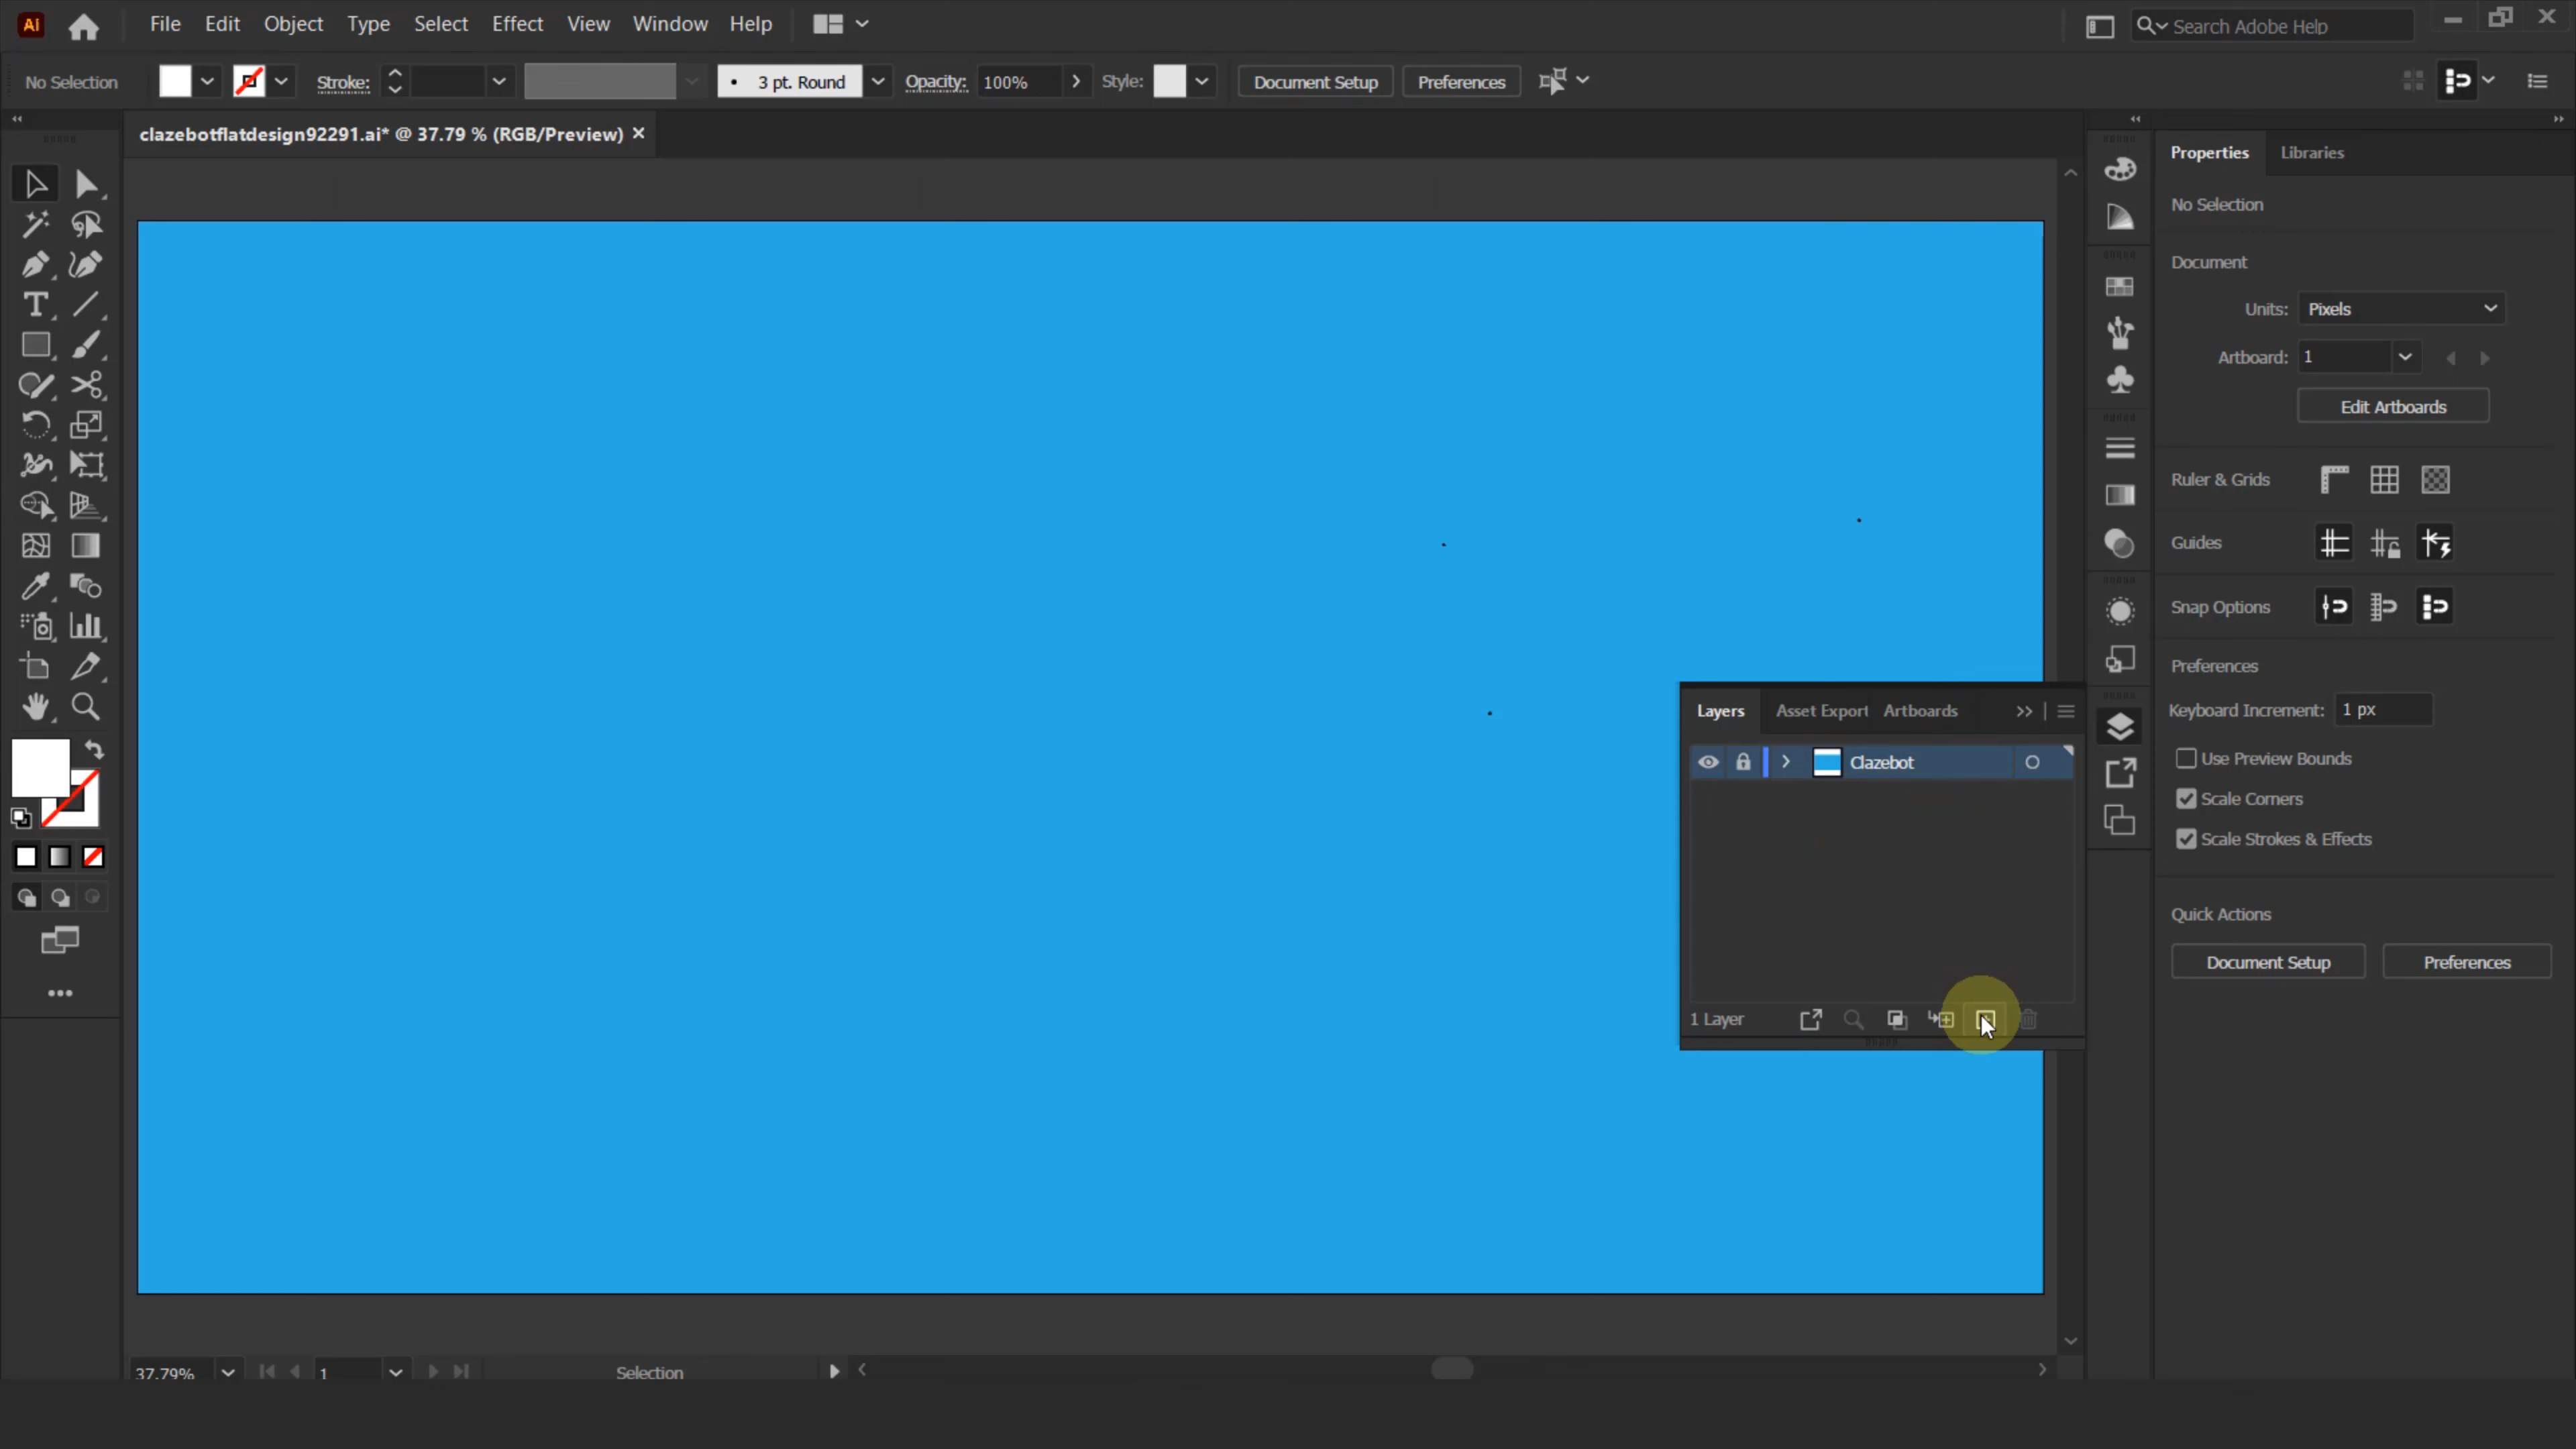 Ai File Edit Object Type Select Effect View Window Help Search Adobe Help
No Selection Stroke: 3 pt. Round Opacity: 100% Style: Document Setup Preferences
clazebotflatdesign92291.ai* @ 37.79 % (RGB/Preview)
Properties Libraries
No Selection
Document
Units: Pixels
Artboard: 1
Edit Artboards
Ruler & Grids
Guides
Snap Options
Preferences
Keyboard Increment: 1 px
Use Preview Bounds
Scale Corners
Scale Strokes & Effects
Quick Actions
Document Setup Preferences
Layers Asset Export Artboards
Clazebot
1 Layer
37.79% 1 Selection